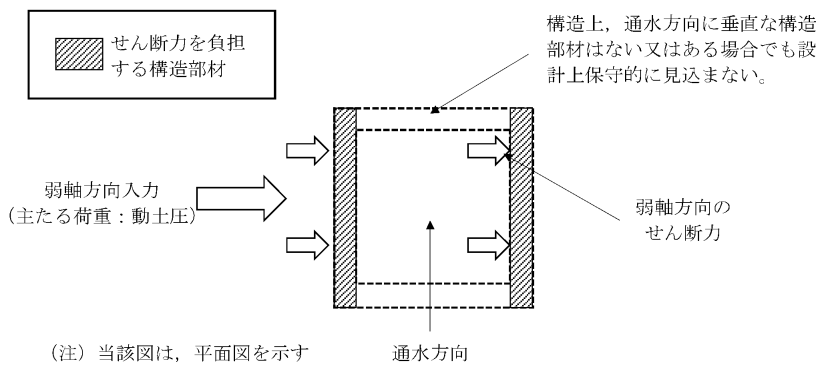 せん断力を負担
する構造部材
構造上，通水方向に垂直な構造
部材はない又はある場合でも設
計上保守的に見込まない。
弱軸方向入力
（主たる荷重：動土圧）
弱軸方向の
せん断力
（注）当該図は，平面図を示す
通水方向